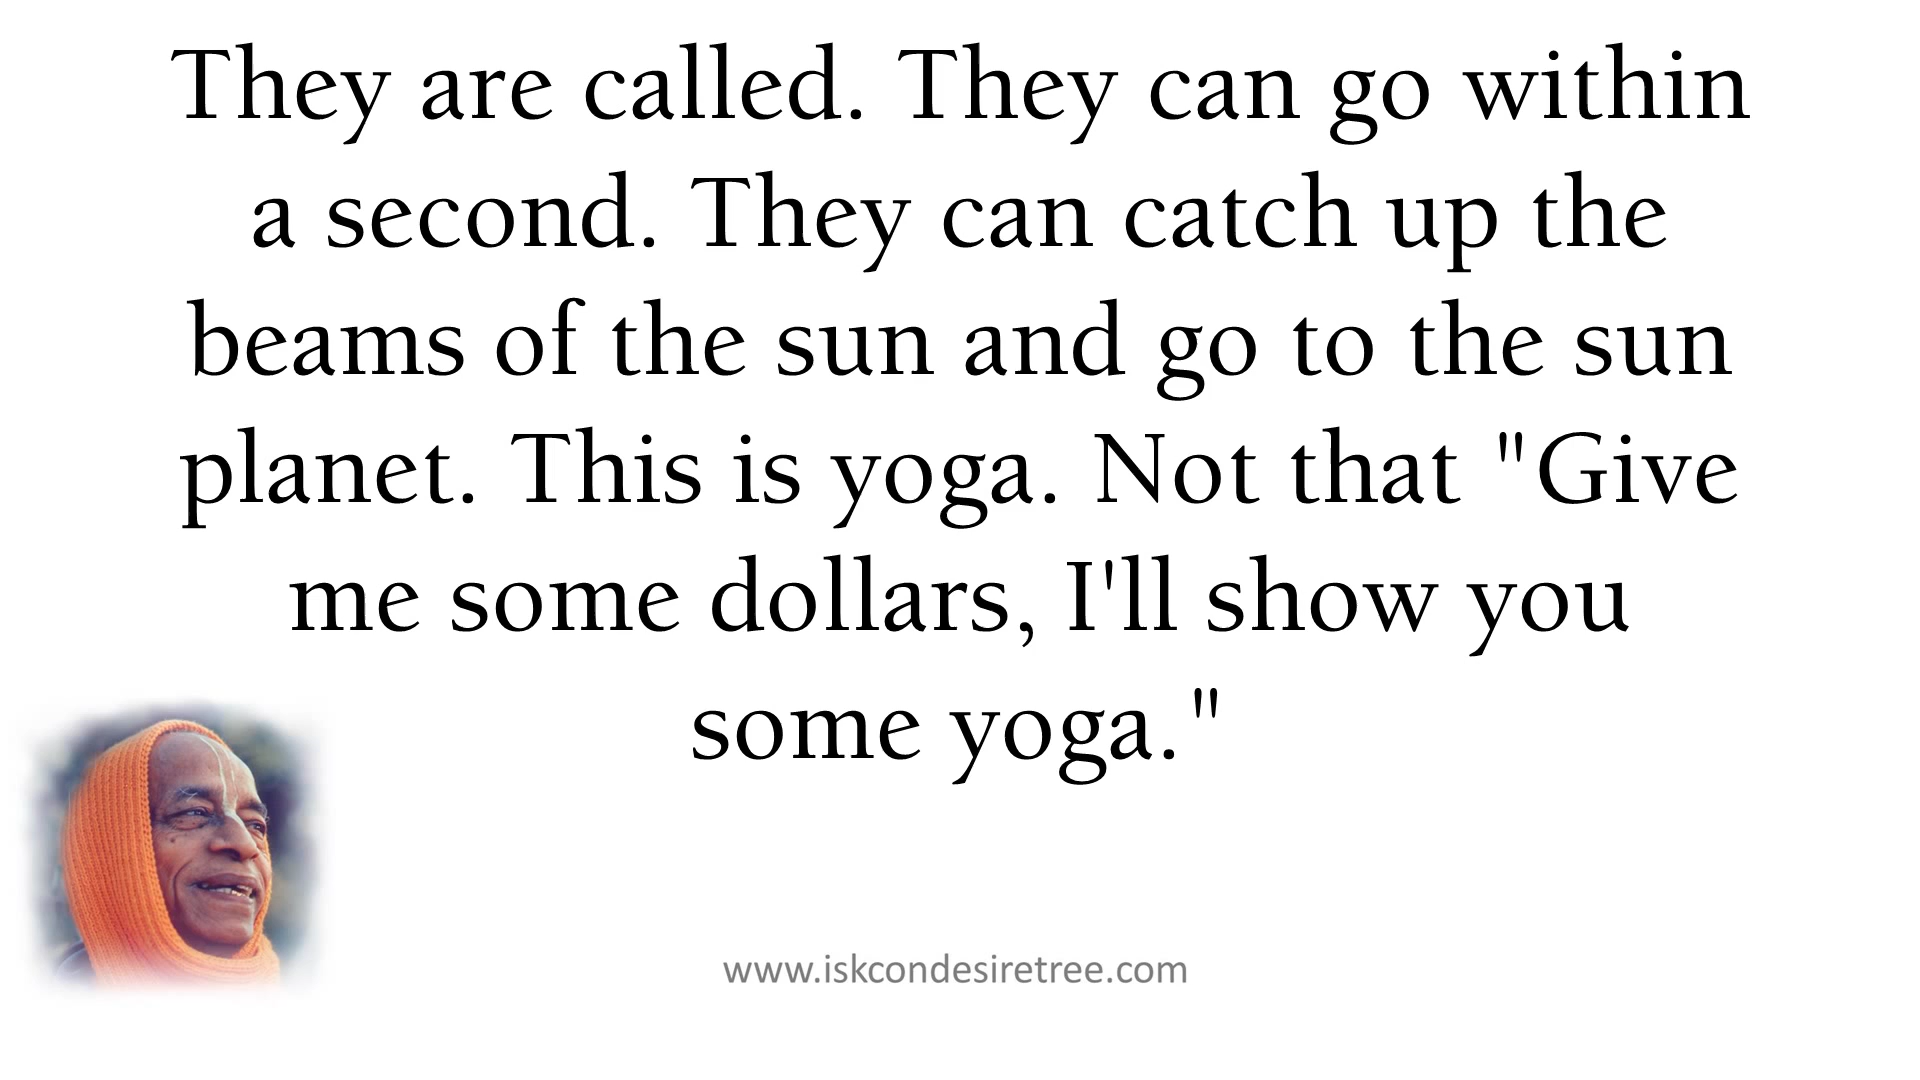 They are called. They can go within
a second. They can catch up the
beams of the sun and go to the sun
planet. This is yoga. Not that "Give
me some dollars, I'll show you
some yoga."
www.iskcondesiretree.com